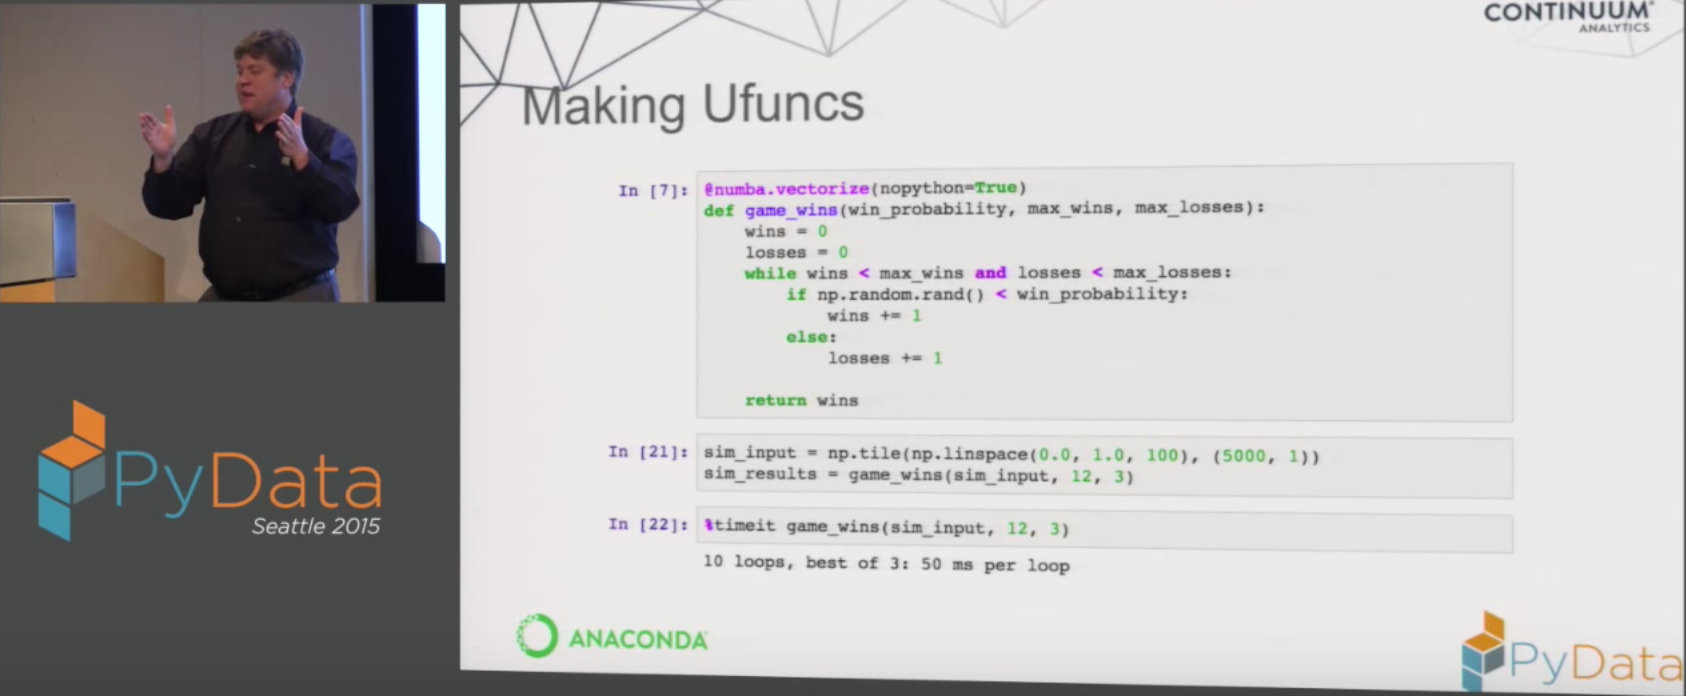 CONTINUUM
ANALYTICS
Making Ufuncs
In [7]: @numba.vectorize(nopython=True)
def game_wins(win_probability, max_wins, max_losses):
wins = 0
losses = 0
while wins < max_wins and losses < max_losses:
if np.random.rand() < win_probability:
wins += 1
else:
losses += 1
return wins
In [21]: sim_input = np.tile(np.linspace(0.0, 1.0, 100), (5000, 1))
sim_results = game_wins(sim_input, 12, 3)
In [22]: %timeit game_wins(sim_input, 12, 3)
10 loops, best of 3: 50 ms per loop
ANACONDA
PyData
PyData
Seattle 2015